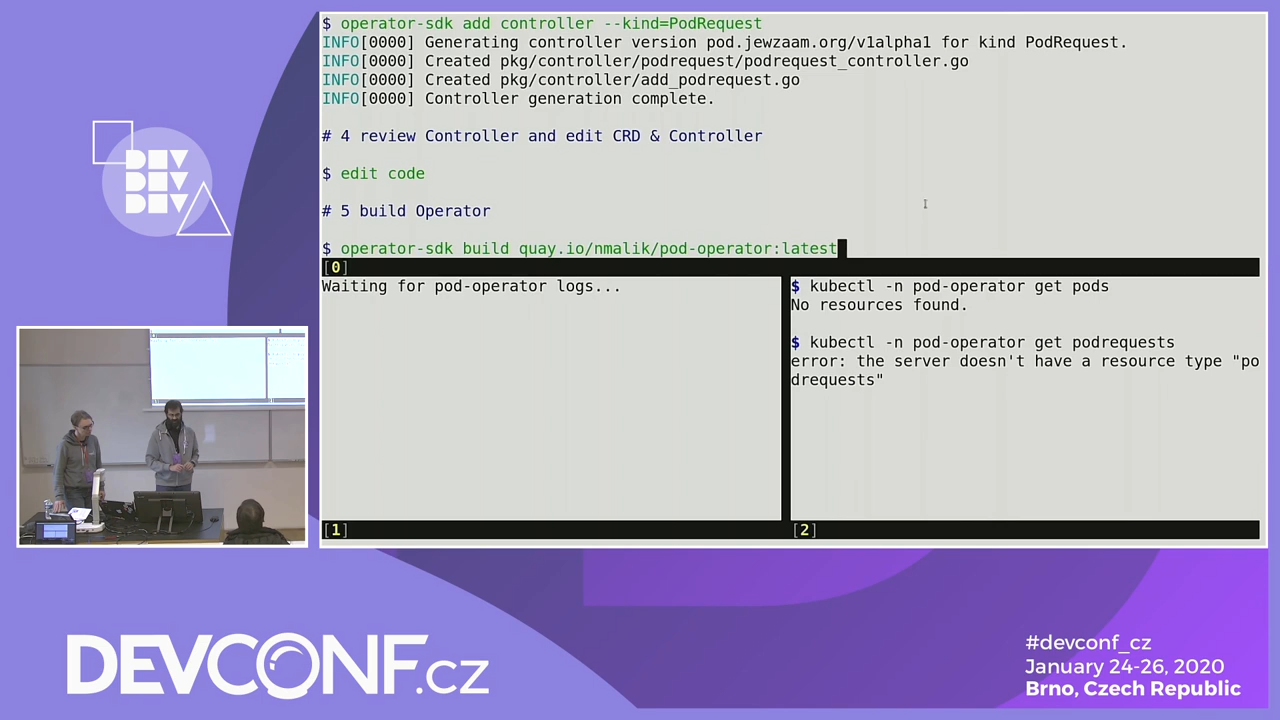 $ operator-sdk add controller --kind=PodRequest
INFO[0000] Generating controller version pod.jewzaam.org/v1alpha1 for kind PodRequest.
INFO[0000] Created pkg/controller/podrequest/podrequest_controller.go
INFO[0000] Created pkg/controller/add_podrequest.go
INFO[0000] Controller generation complete.
# 4 review Controller and edit CRD & Controller
$ edit code
# 5 build Operator
$ operator-sdk build quay.io/nmalik/pod-operator:latest
[0]
Waiting for pod-operator logs...
[1]
$ kubectl -n pod-operator get pods
No resources found.
$ kubectl -n pod-operator get podrequests
error: the server doesn't have a resource type "po
drequests"
[2]
DEV
DEV
DEV
DEVCONF.cz
#devconf_cz
January 24-26, 2020
Brno, Czech Republic